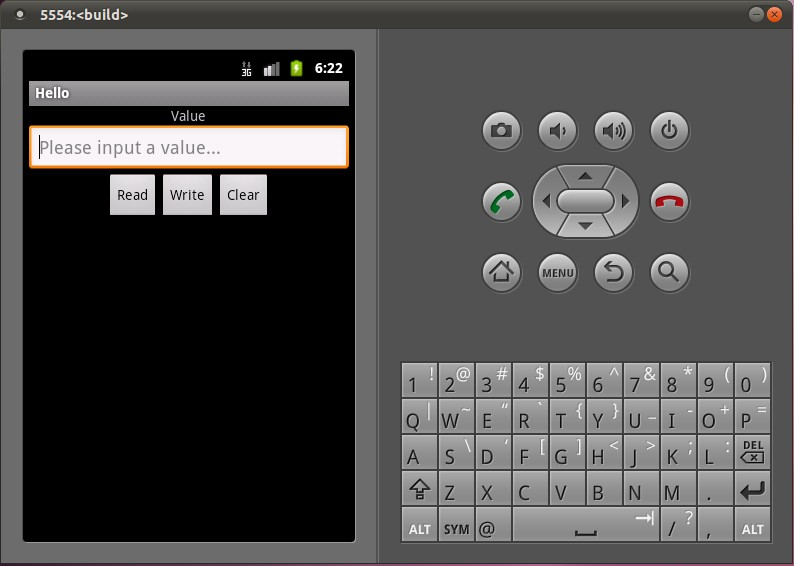 5554:<build>
3G 6:22
Hello
Value
Please input a value...
Read Write Clear
MENU
1 ! 2 @ 3 # 4 $ 5 % 6 ^ 7 & 8 * 9 ( 0 )
Q | W ~ E “ R ` T { Y } U _ I - O + P =
A S \ D ‘ F [ G ] H < J > K ; L : DEL
Z X C V B N M .
ALT SYM @ / ? , ALT